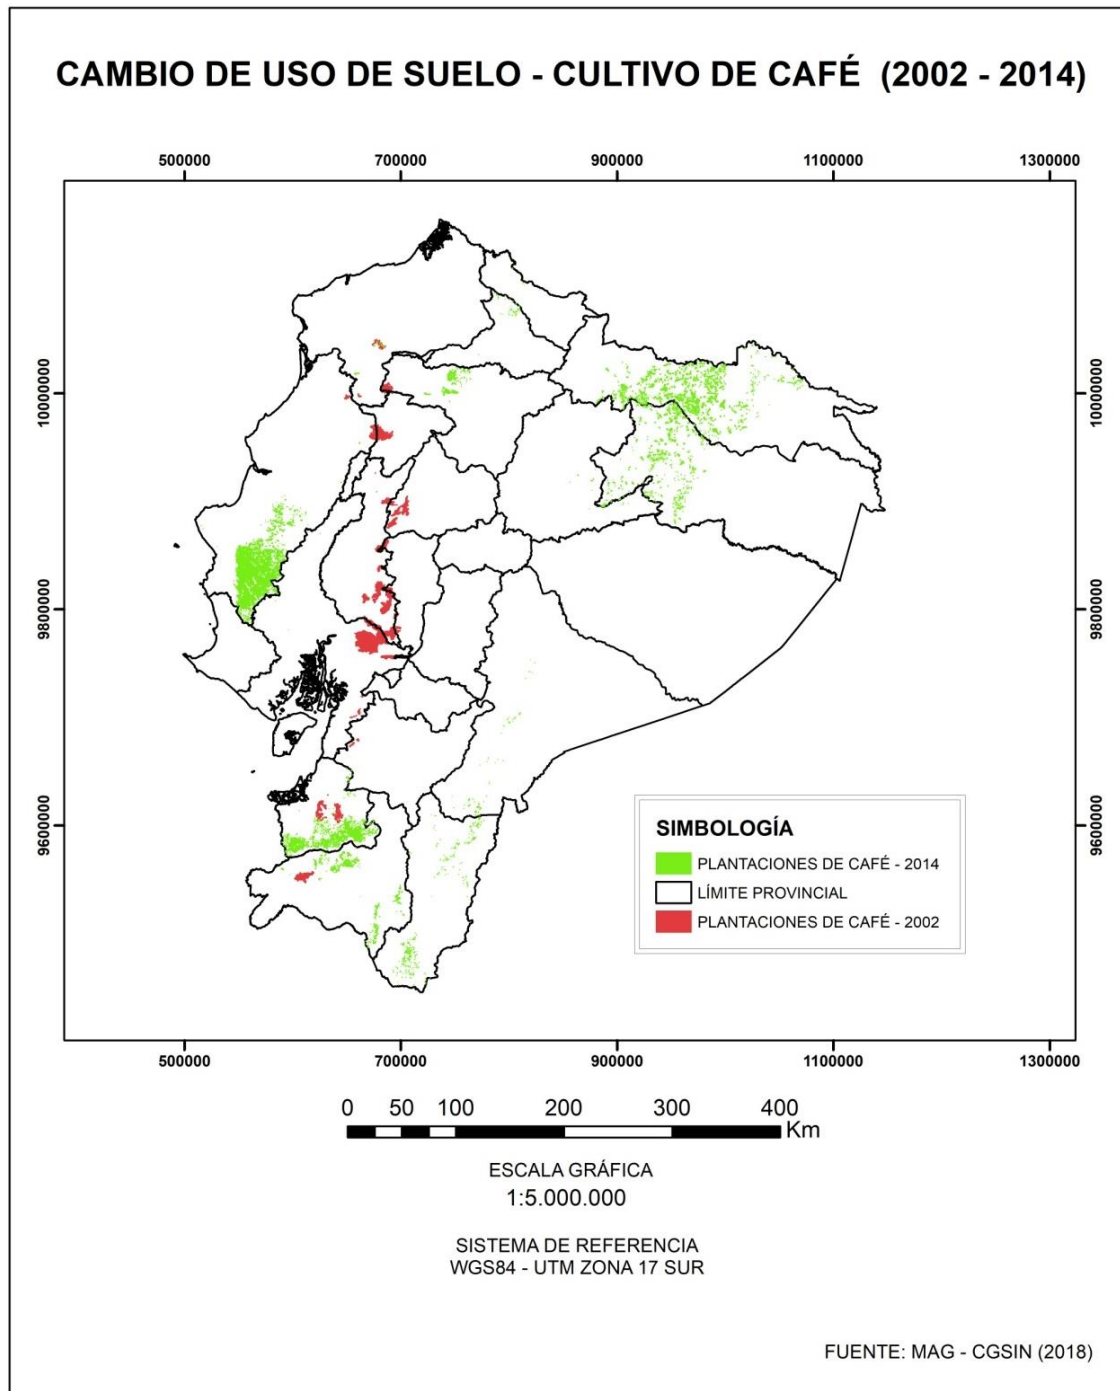 CAMBIO DE USO DE SUELO - CULTIVO DE CAFÉ (2002 - 2014)
500000 700000 900000 1100000 1300000
10000000 10000000
9800000 9800000
9600000 9600000
SIMBOLOGÍA
PLANTACIONES DE CAFÉ - 2014
LÍMITE PROVINCIAL
PLANTACIONES DE CAFÉ - 2002
500000 700000 900000 1100000 1300000
0 50 100 200 300 400
Km
ESCALA GRÁFICA
1:5.000.000
SISTEMA DE REFERENCIA
WGS84 - UTM ZONA 17 SUR
FUENTE: MAG - CGSIN (2018)